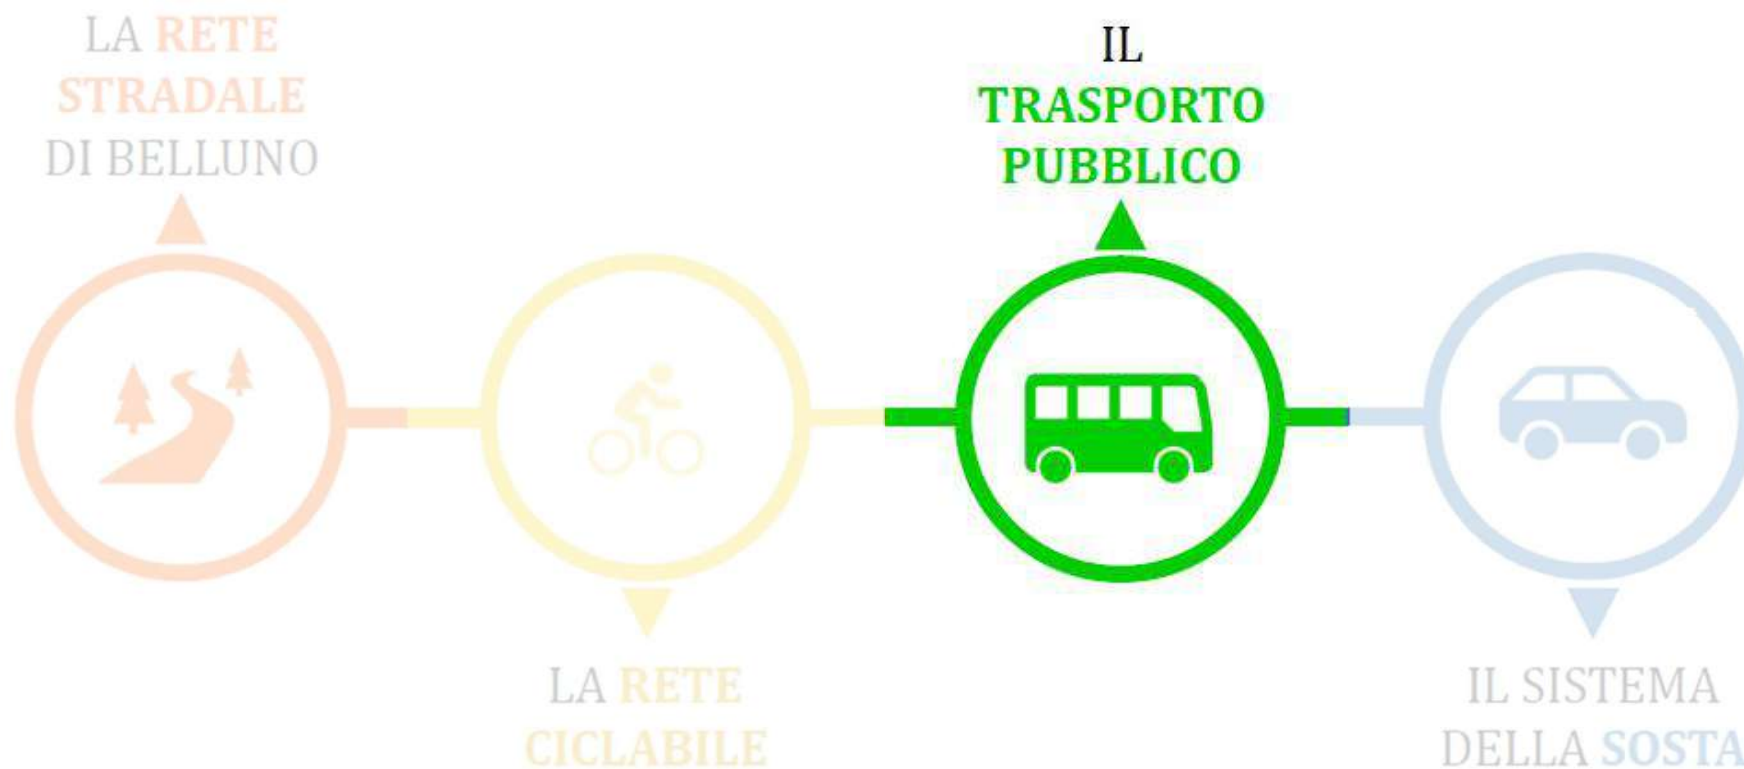 LA RETE
STRADALE
DI BELLUNO
LA RETE
CICLABILE
IL
TRASPORTO
PUBBLICO
IL SISTEMA
DELLA SOSTA